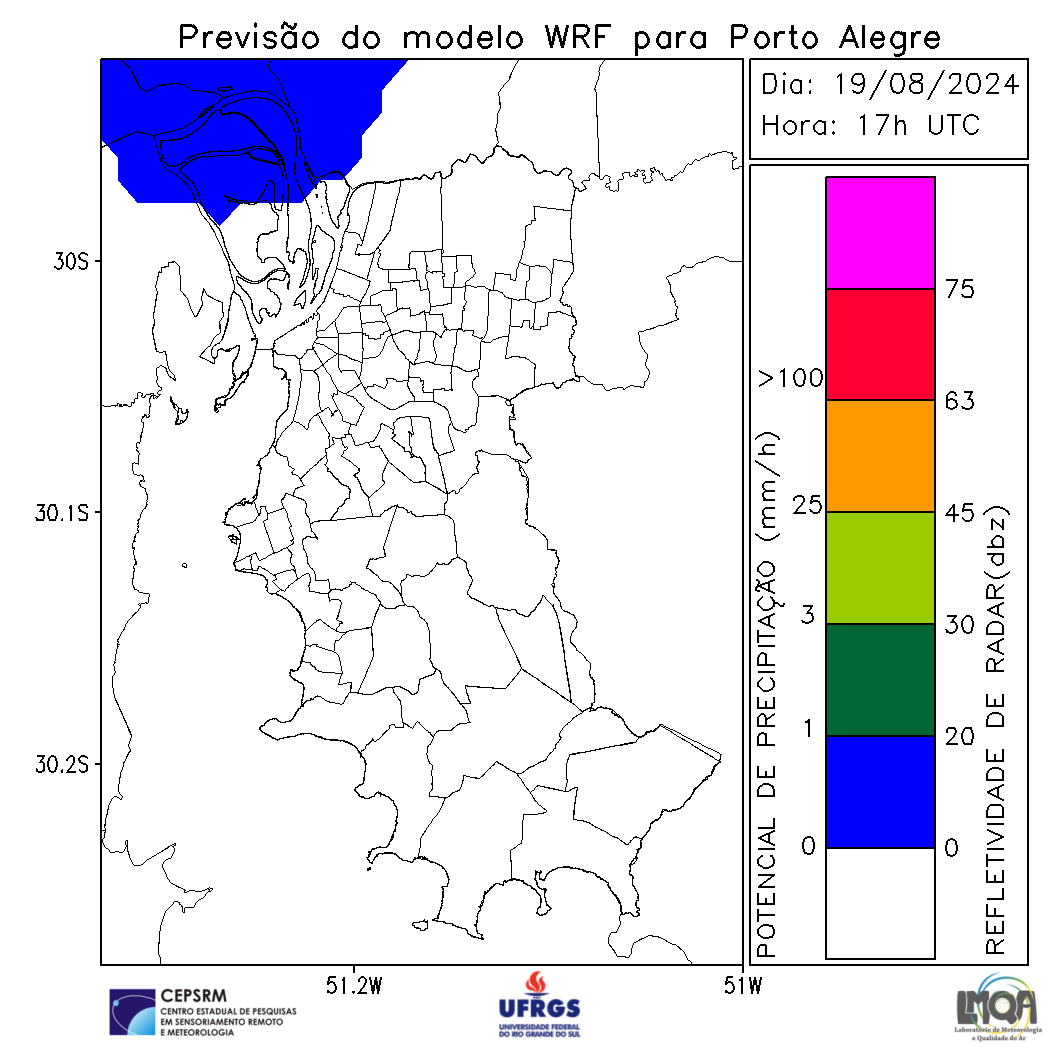 Previsão do modelo WRF para Porto Alegre
Dia: 19/08/2024
Hora: 17h UTC
30S
30.1S
30.2S
51.2W
51W
POTENCIAL DE PRECIPITAÇÃO (mm/h)
>100
25
3
1
0
75
63
45
30
20
0
REFLETIVIDADE DE RADAR(dbz)
CEPSRM
CENTRO ESTADUAL DE PESQUISAS
EM SENSORIAMENTO REMOTO
E METEOROLOGIA
UFRGS
UNIVERSIDADE FEDERAL
DO RIO GRANDE DO SUL
LMQA
Laboratório de Meteorologia
e Qualidade do Ar